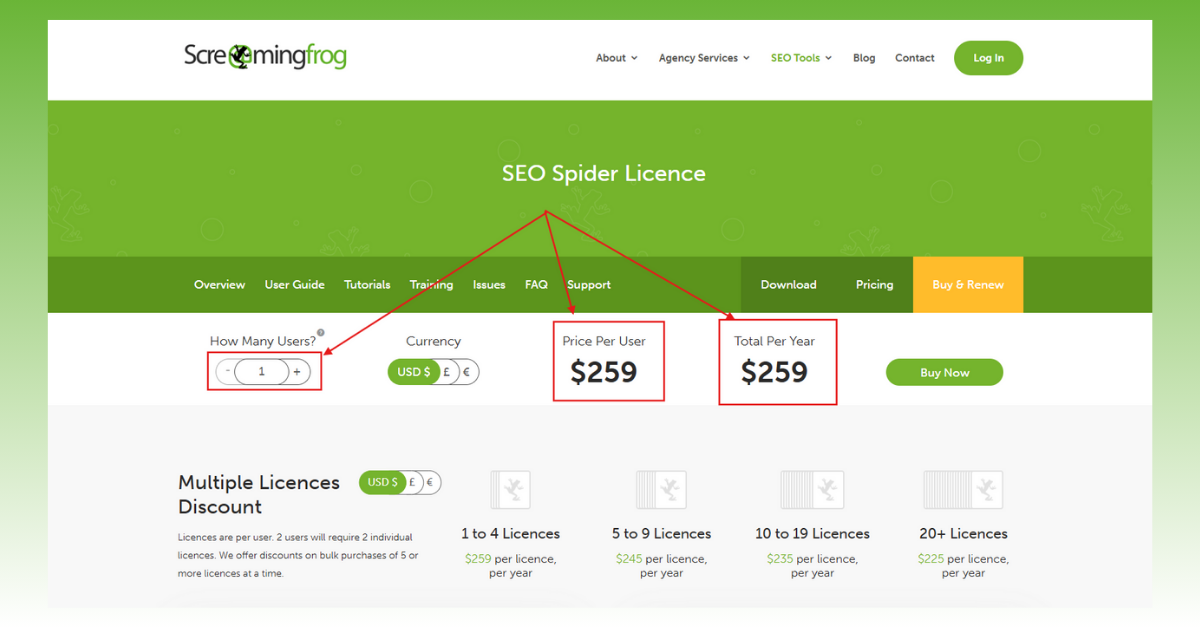 Screamingfrog
About Agency Services SEO Tools Blog Contact Log In
SEO Spider Licence
Overview User Guide Tutorials Training Issues FAQ Support Download Pricing Buy & Renew
How Many Users? ? Currency Price Per User Total Per Year
- 1 + USD $ £ € $259 $259 Buy Now
Multiple Licences USD $ £ €
Discount
Licences are per user. 2 users will require 2 individual
licences. We offer discounts on bulk purchases of 5 or
more licences at a time.
1 to 4 Licences
$259 per licence,
per year
5 to 9 Licences
$245 per licence,
per year
10 to 19 Licences
$235 per licence,
per year
20+ Licences
$225 per licence,
per year